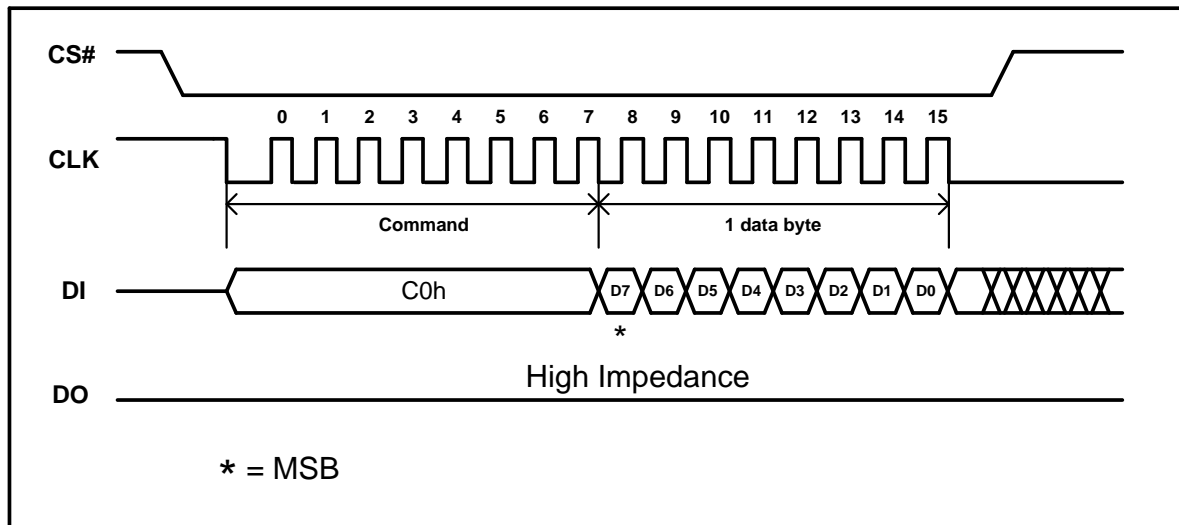 CS#
0 1 2 3 4 5 6 7 8 9 10 11 12 13 14 15
CLK
Command 1 data byte
DI C0h D7 D6 D5 D4 D3 D2 D1 D0
*
High Impedance
DO
* = MSB